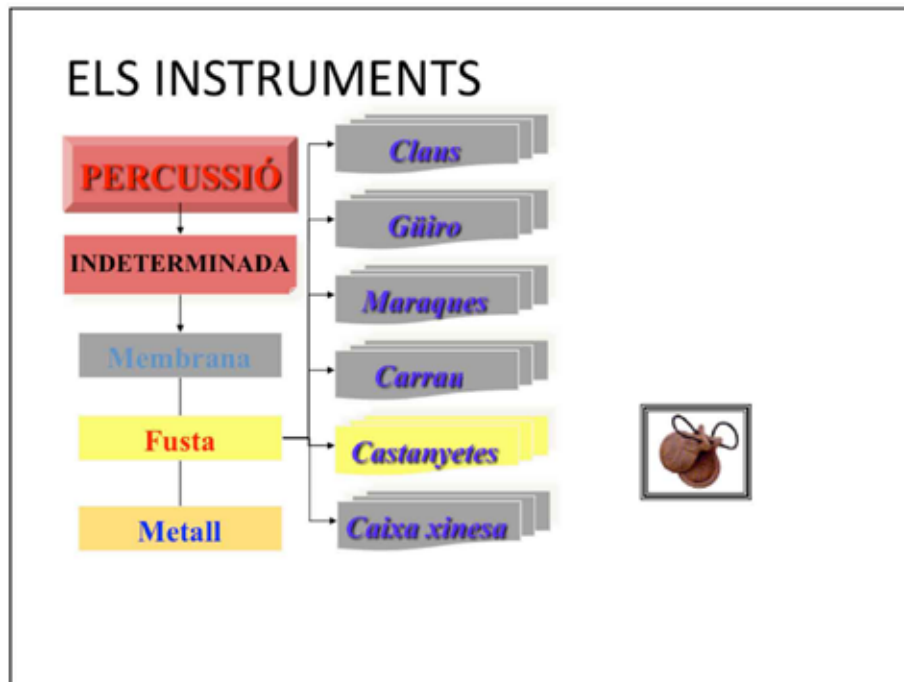 ELS INSTRUMENTS
PERCUSSIÓ
INDETERMINADA
Membrana
Fusta
Metall
Claus
Güiro
Maraques
Carrau
Castanyetes
Caixa xinesa